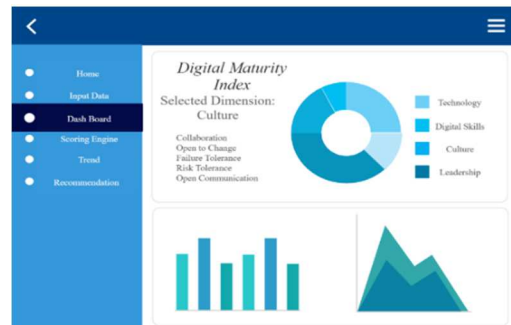 Home
Input Data
Dash Board
Scoring Engine
Trend
Recommendation
Digital Maturity
Index
Selected Dimension:
Culture
Collaboration
Open to Change
Failure Tolerance
Risk Tolerance
Open Communication
Technology
Digital Skills
Culture
Leadership